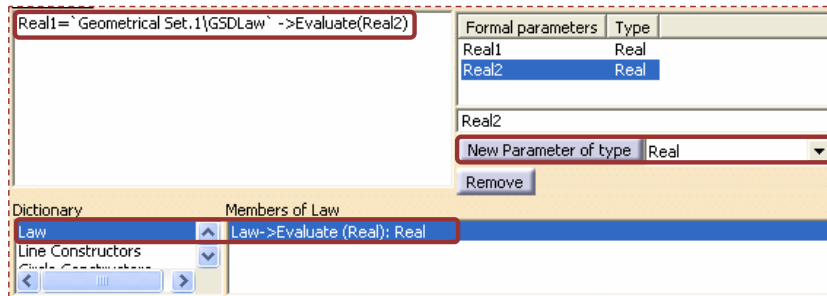 Real1=`Geometrical Set.1\GSDLaw` ->Evaluate(Real2)
Formal parameters Type
Real1 Real
Real2 Real
Real2
New Parameter of type Real
Remove
Dictionary Members of Law
Law Law->Evaluate (Real): Real
Line Constructors